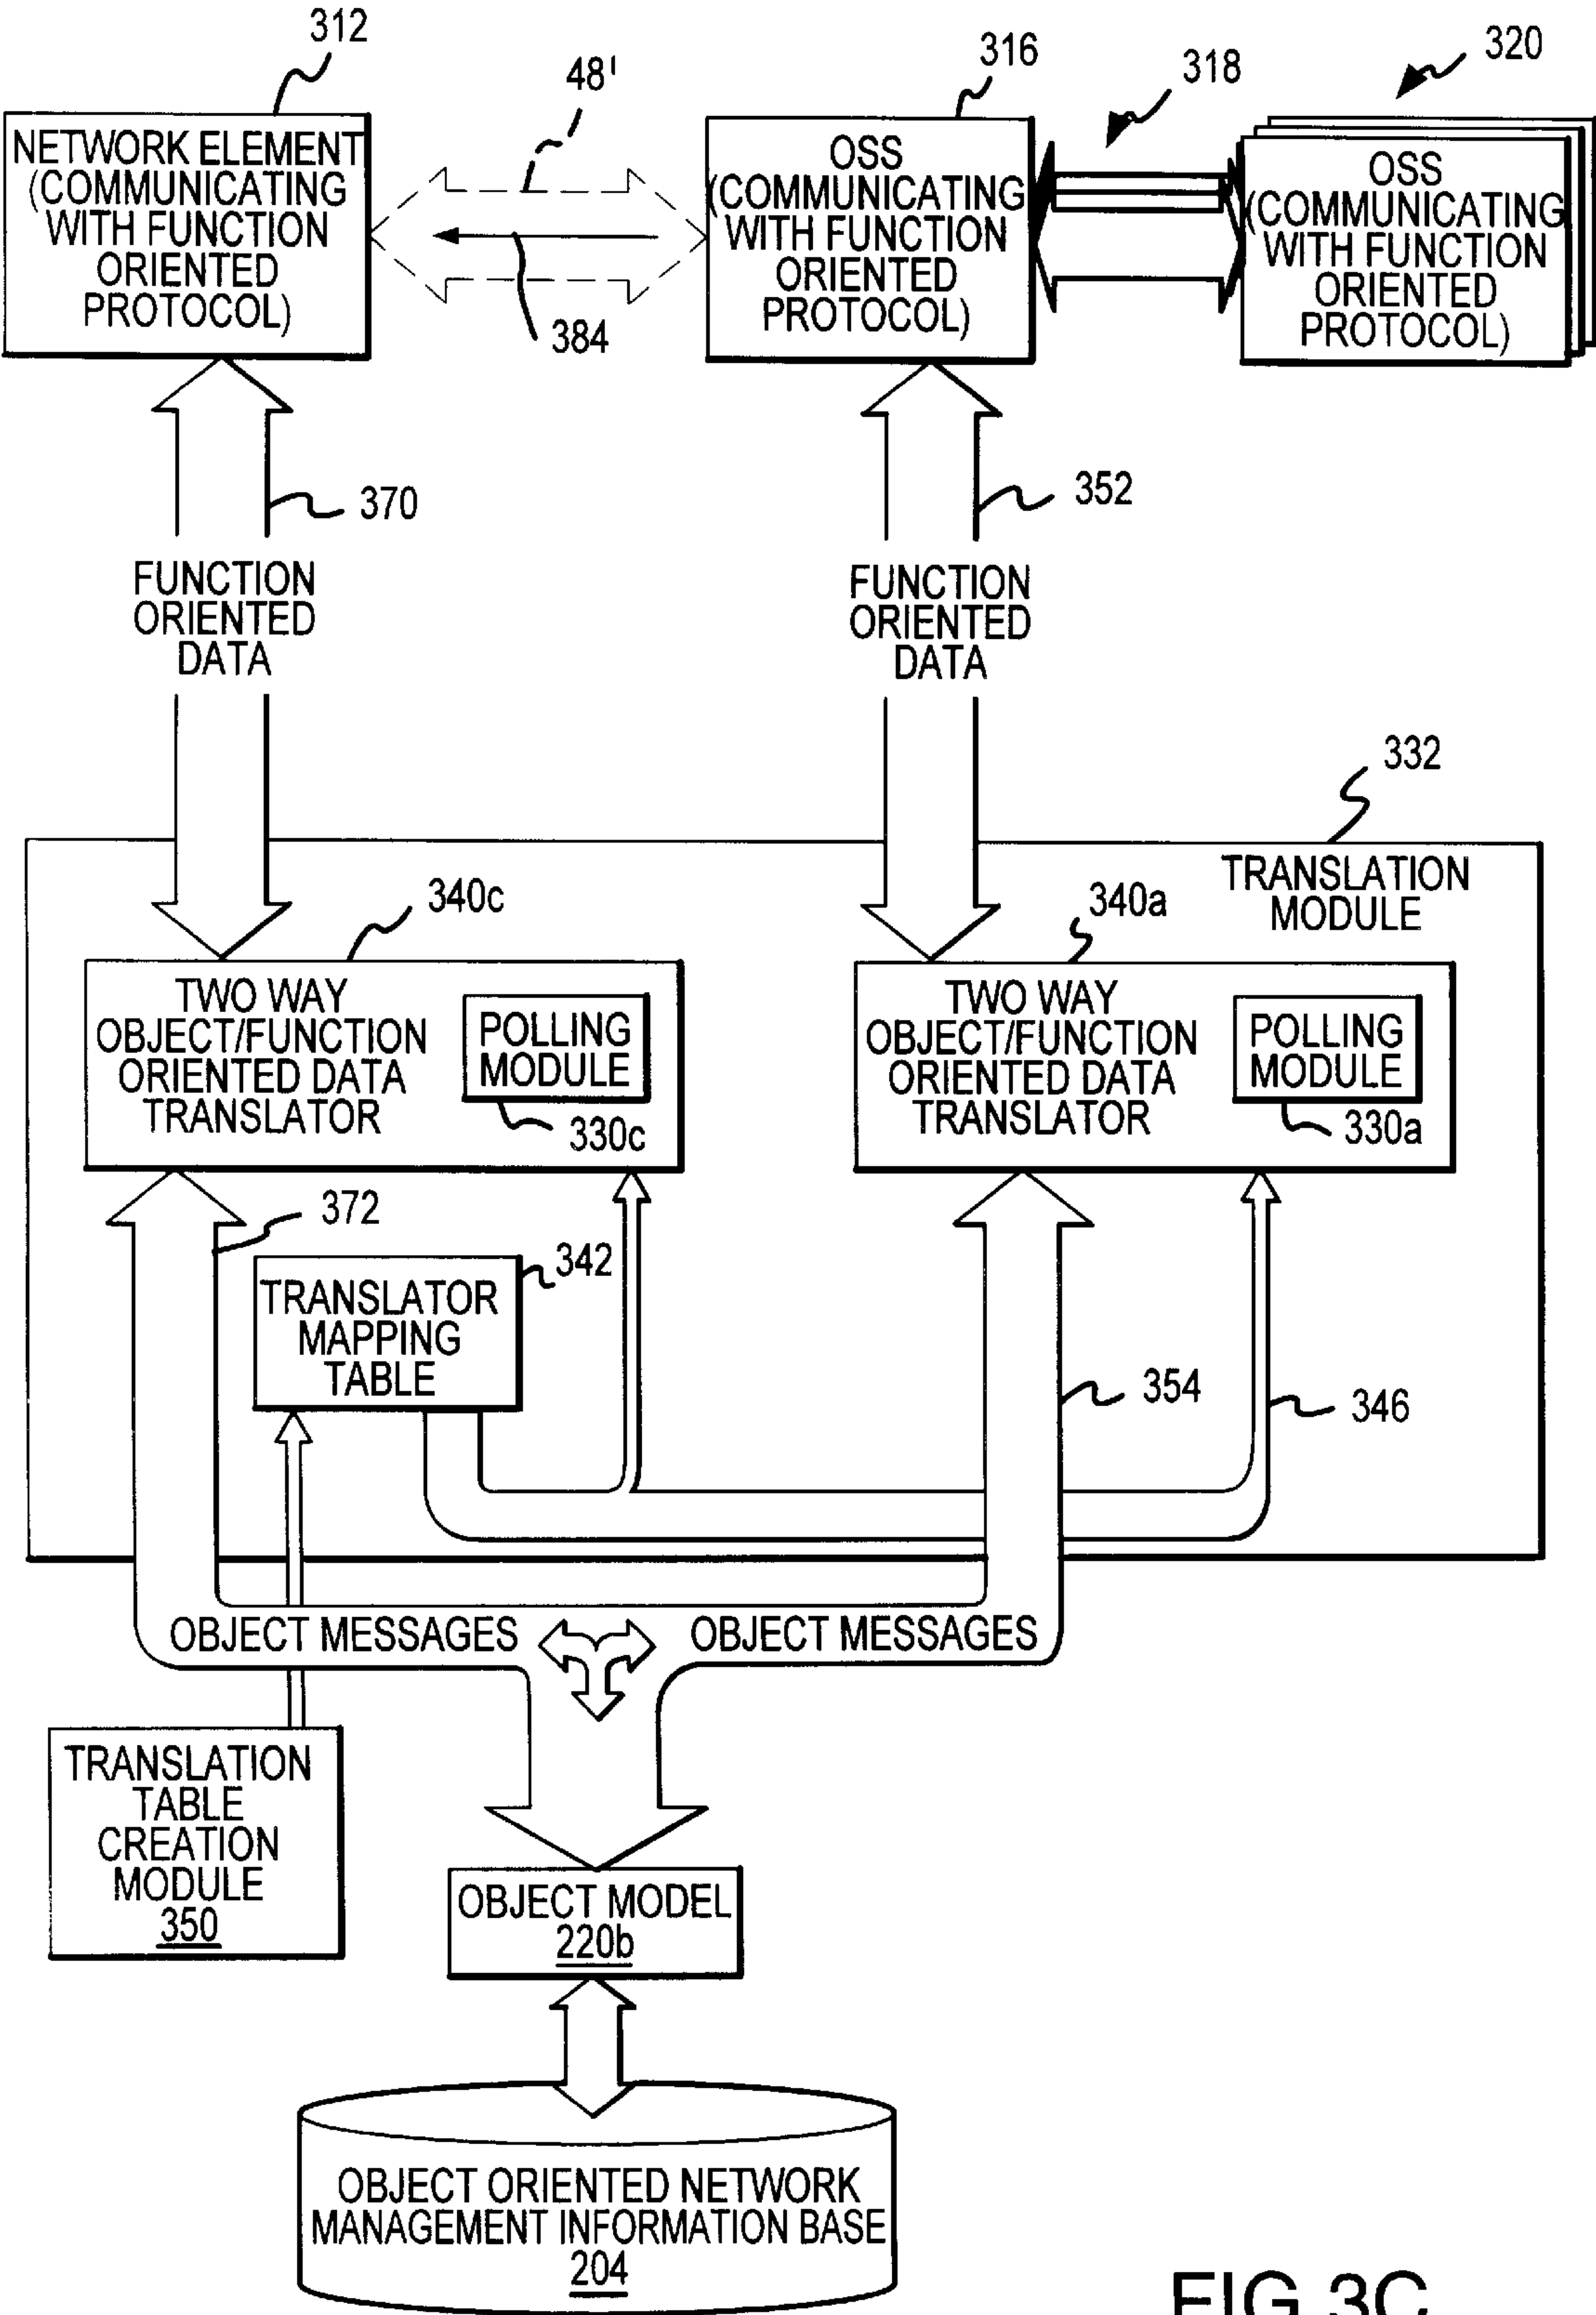 312
48'
316
318
320
NETWORK ELEMENT
(COMMUNICATING
WITH FUNCTION
ORIENTED
PROTOCOL)
384
OSS
(COMMUNICATING
WITH FUNCTION
ORIENTED
PROTOCOL)
OSS
(COMMUNICATING
WITH FUNCTION
ORIENTED
PROTOCOL)
370
352
FUNCTION
ORIENTED
DATA
FUNCTION
ORIENTED
DATA
332
TRANSLATION
MODULE
340c
340a
TWO WAY
OBJECT/FUNCTION
ORIENTED DATA
TRANSLATOR
POLLING
MODULE
330c
TWO WAY
OBJECT/FUNCTION
ORIENTED DATA
TRANSLATOR
POLLING
MODULE
330a
372
342
TRANSLATOR
MAPPING
TABLE
354
346
OBJECT MESSAGES
OBJECT MESSAGES
TRANSLATION
TABLE
CREATION
MODULE
350
OBJECT MODEL
220b
OBJECT ORIENTED NETWORK
MANAGEMENT INFORMATION BASE
204
FIG.3C